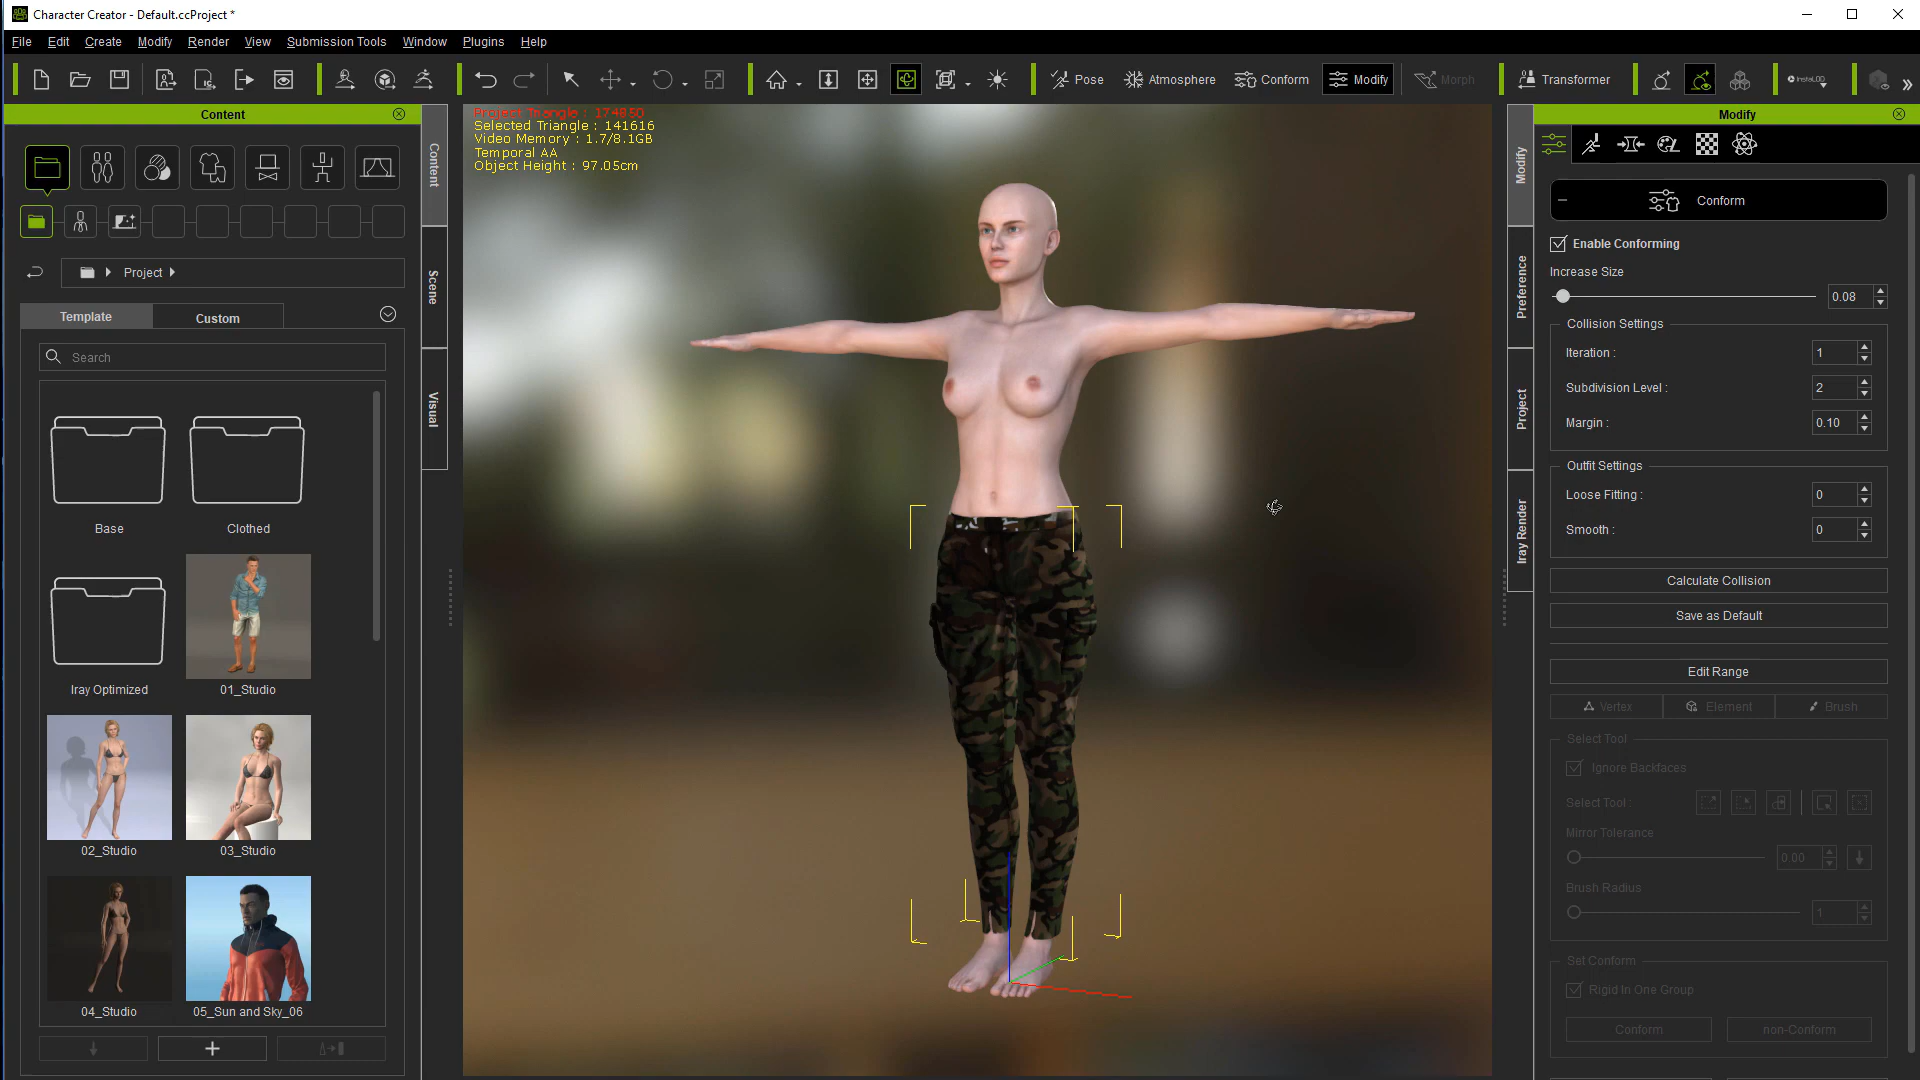 Character Creator - Default.ccProject *
File Edit Create Modify Render View Submission Tools Window Plugins Help
Pose Atmosphere Conform Modify Morph Transformer InstaLOD
Content
Content
Scene
Visual
Project
Template Custom
Search
Base Clothed
Iray Optimized 01_Studio
02_Studio 03_Studio
04_Studio 05_Sun and Sky_06
Project Triangle : 174850
Selected Triangle : 141616
Video Memory : 1.7/8.1GB
Temporal AA
Object Height : 97.05cm
Modify
Preference
Project
Iray Render
Modify
Conform
Enable Conforming
Increase Size
0.08
Collision Settings
Iteration : 1
Subdivision Level : 2
Margin : 0.10
Outfit Settings
Loose Fitting : 0
Smooth : 0
Calculate Collision
Save as Default
Edit Range
Vertex Element Brush
Select Tool
Ignore Backfaces
Select Tool :
Mirror Tolerance
0.00
Brush Radius
1
Set Conform
Rigid In One Group
Conform non-Conform